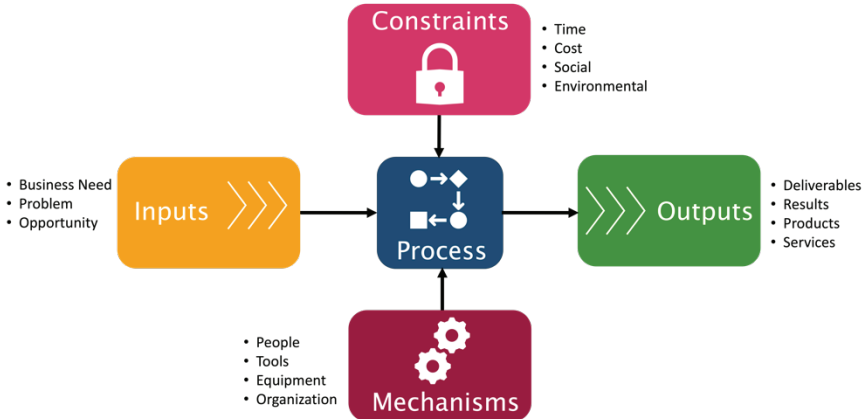 Constraints
• Time
• Cost
• Social
• Environmental
• Business Need
• Problem
• Opportunity
Inputs
Process
Outputs
• Deliverables
• Results
• Products
• Services
• People
• Tools
• Equipment
• Organization
Mechanisms